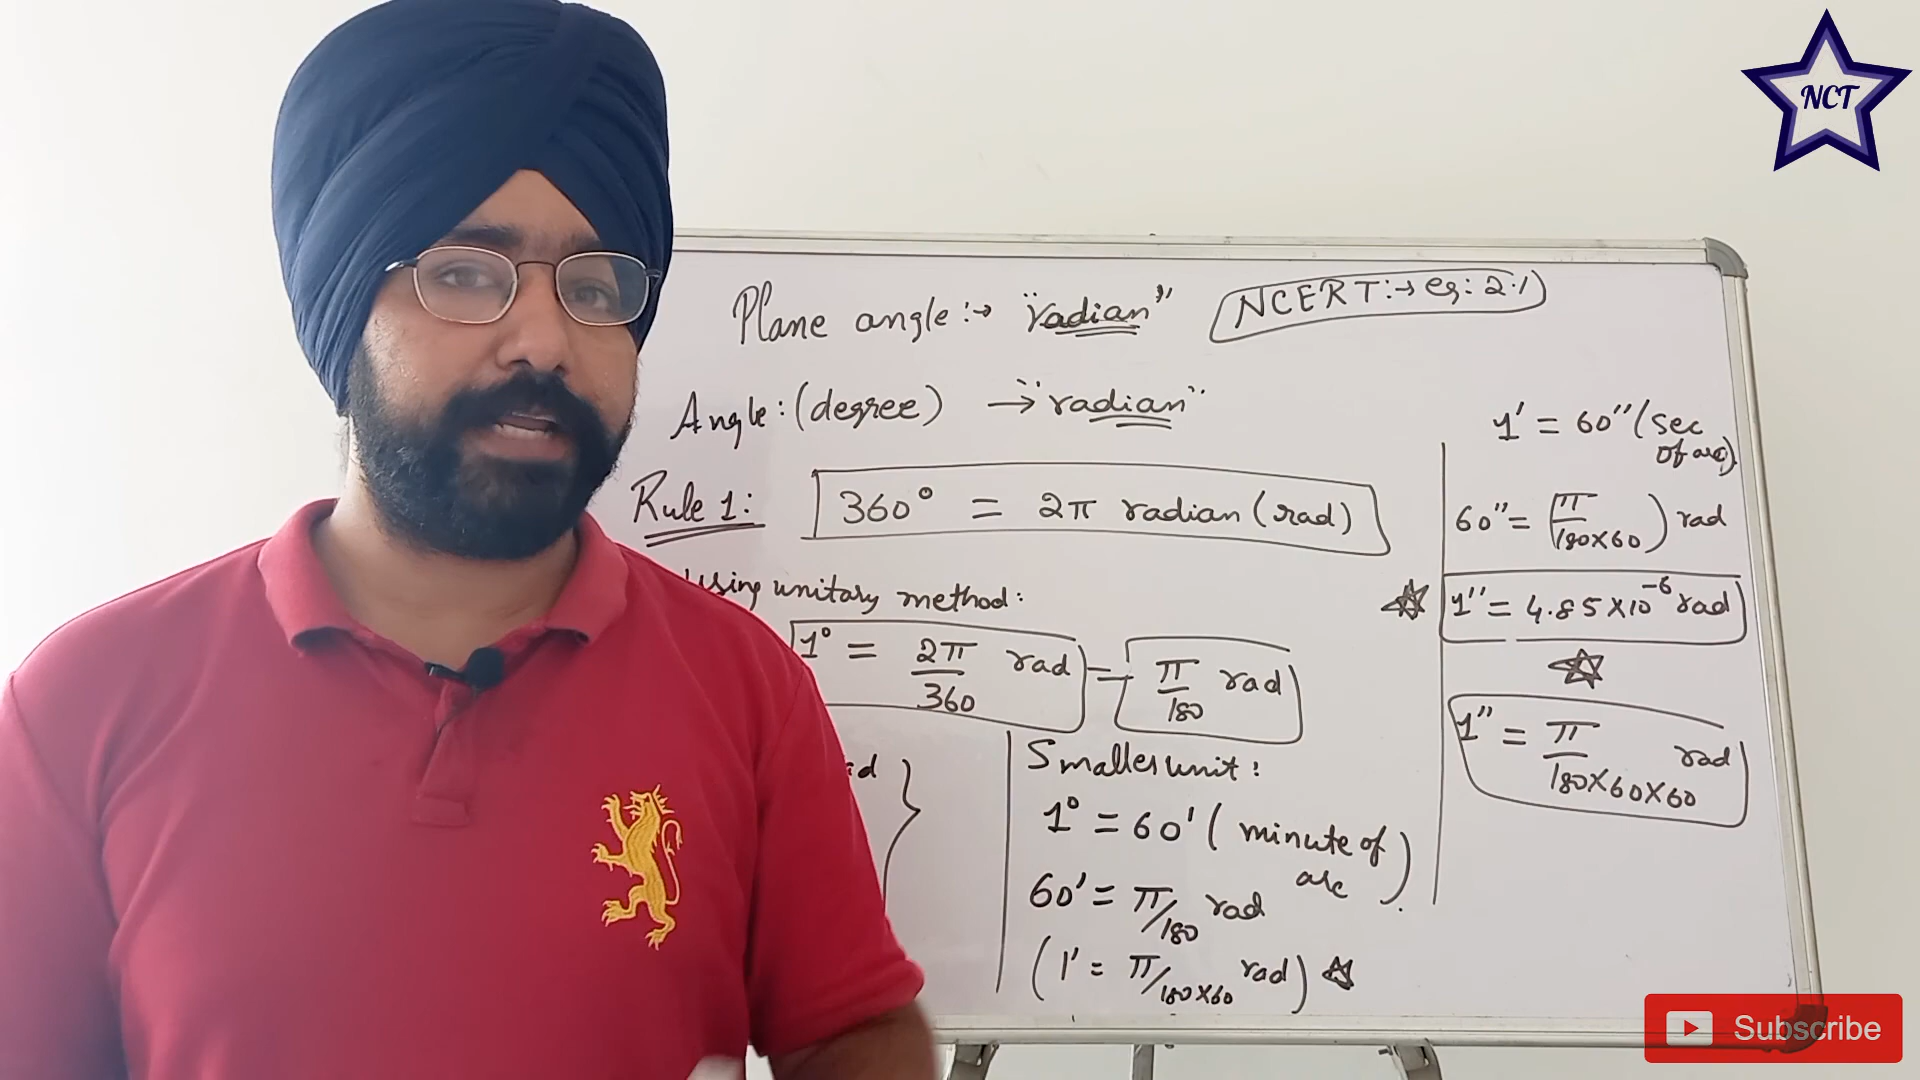 NCT
Plane angle :→ "radian"
NCERT :→ eg: 2.1
Angle : (degree) → "radian"
Rule 1:
360° = 2π radian (rad)
using unitary method:
1° = 2π/360 rad = π/180 rad
Smaller unit:
1° = 60' (minute of arc)
60' = π/180 rad
(1' = π/180×60 rad)
1' = 60'' (sec of arc)
60'' = (π/180×60) rad
1'' = 4.85×10⁻⁶ rad
1'' = π/180×60×60 rad
Subscribe